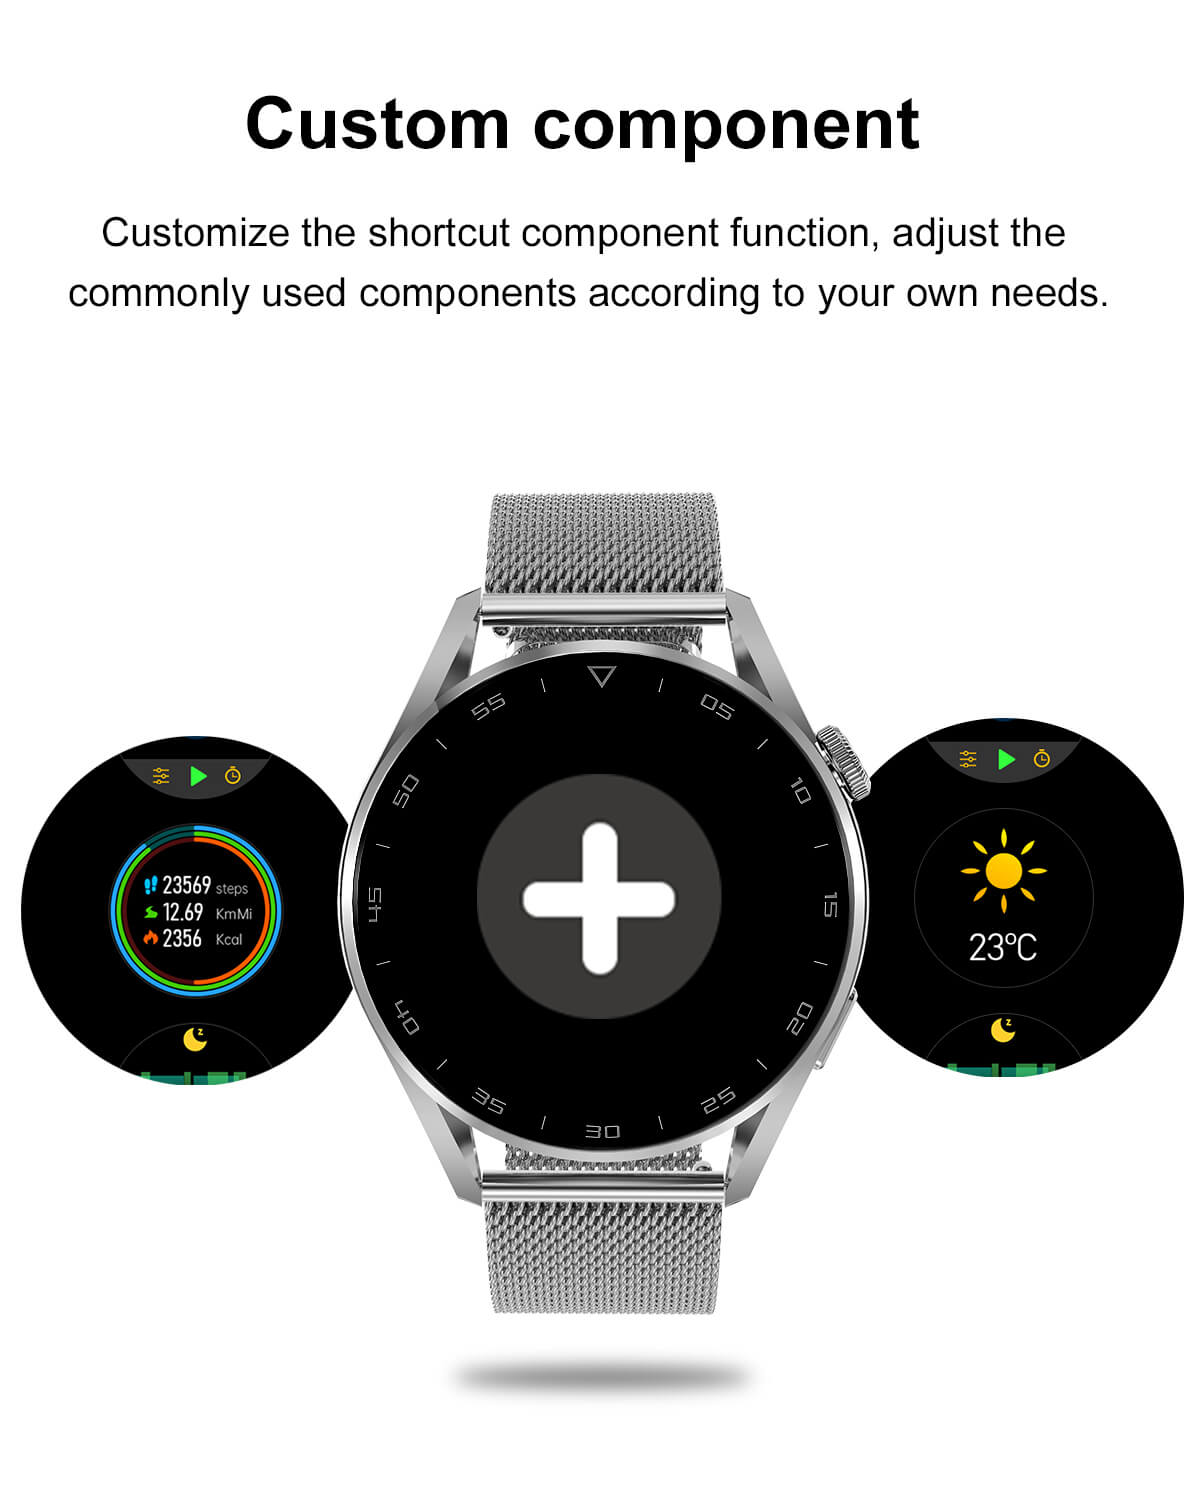 Custom component
Customize the shortcut component function, adjust the
commonly used components according to your own needs.
55
05
50
10
45
15
40
20
35
25
30
23569 steps
12.69 KmMi
2356 Kcal
z
23°C
z